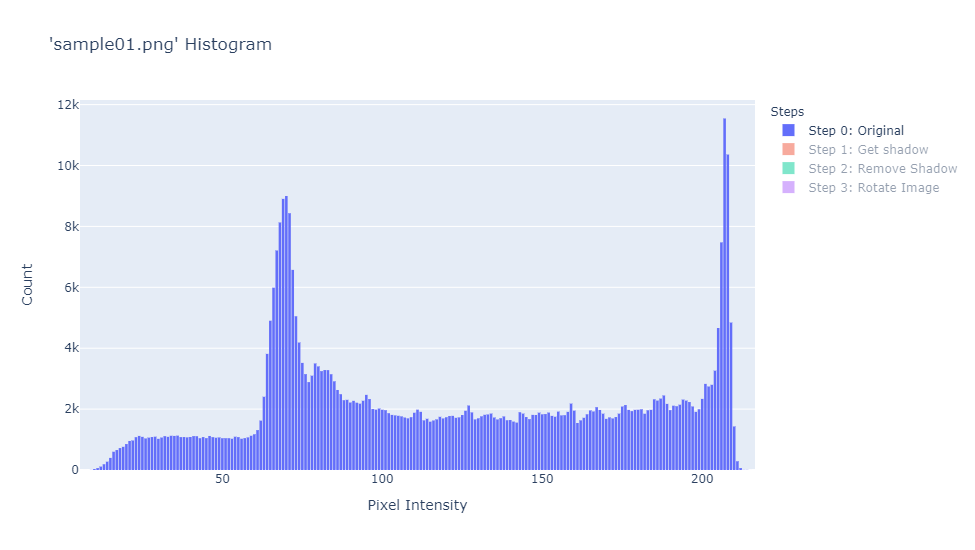 'sample01.png' Histogram
12k
10k
8k
6k
4k
2k
0
Count
50
100
150
200
Pixel Intensity
Steps
Step 0: Original
Step 1: Get shadow
Step 2: Remove Shadow
Step 3: Rotate Image